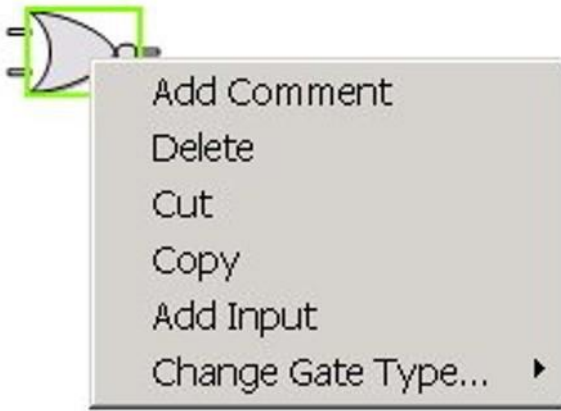 Add Comment
Delete
Cut
Copy
Add Input
Change Gate Type...